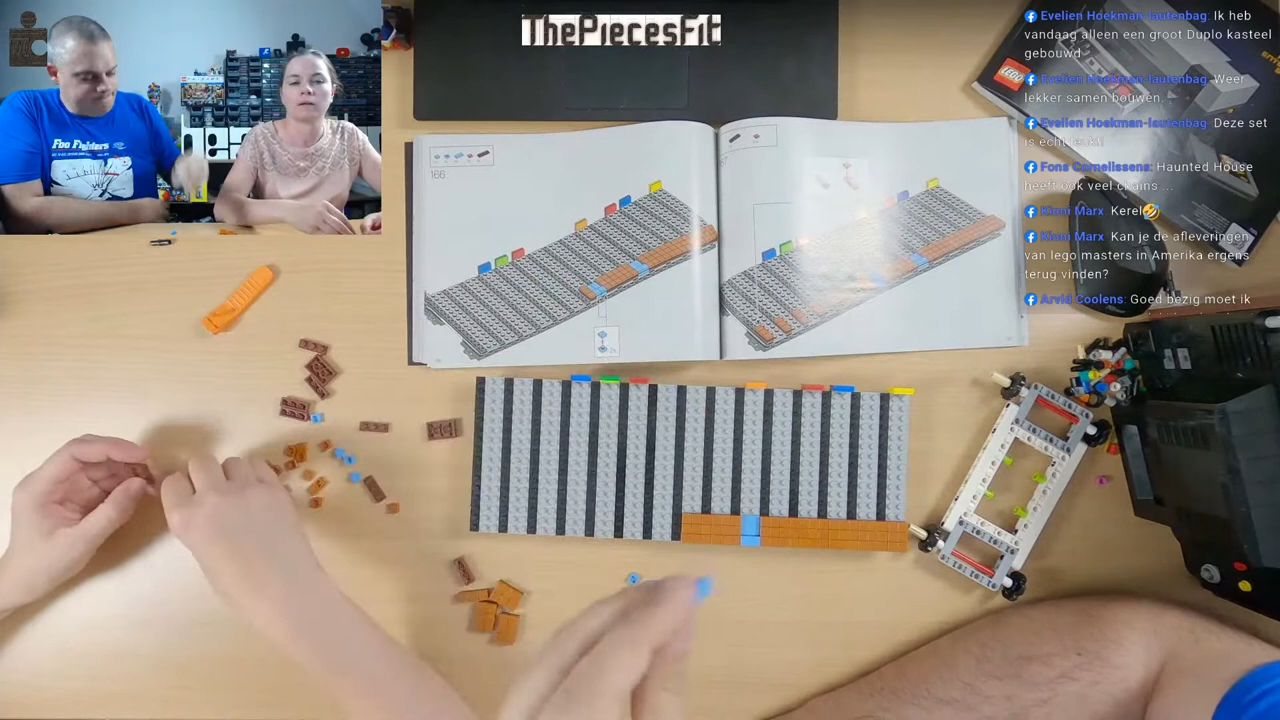 ThePiecesFit
Foo Fighters
166
LEGO
Evelien Hoekman-lautenbag: Ik heb
vandaag alleen een groot Duplo kasteel
gebouwd
Evelien Hoekman-lautenbag: Weer
lekker samen bouwen.
Evelien Hoekman-lautenbag: Deze set
is echt leuk!!
Fons Cornelissens: Haunted House
heeft ook veel chains ...
Kium Marx Kerel🤣
Kium Marx Kan je de afleveringen
van lego masters in Amerika ergens
terug vinden?
Arvid Coolens: Goed bezig moet ik